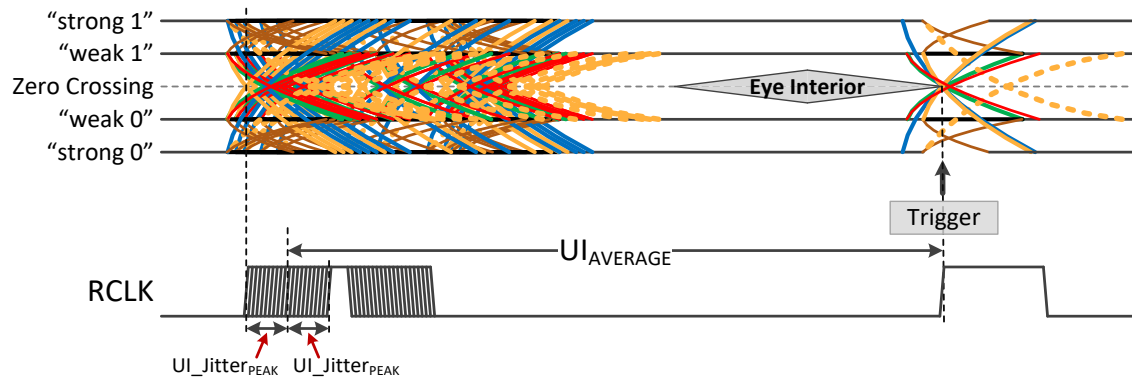 “strong 1”
“weak 1”
Zero Crossing
“weak 0”
“strong 0”
Eye Interior
Trigger
UIAVERAGE
RCLK
UI_JitterPEAK UI_JitterPEAK